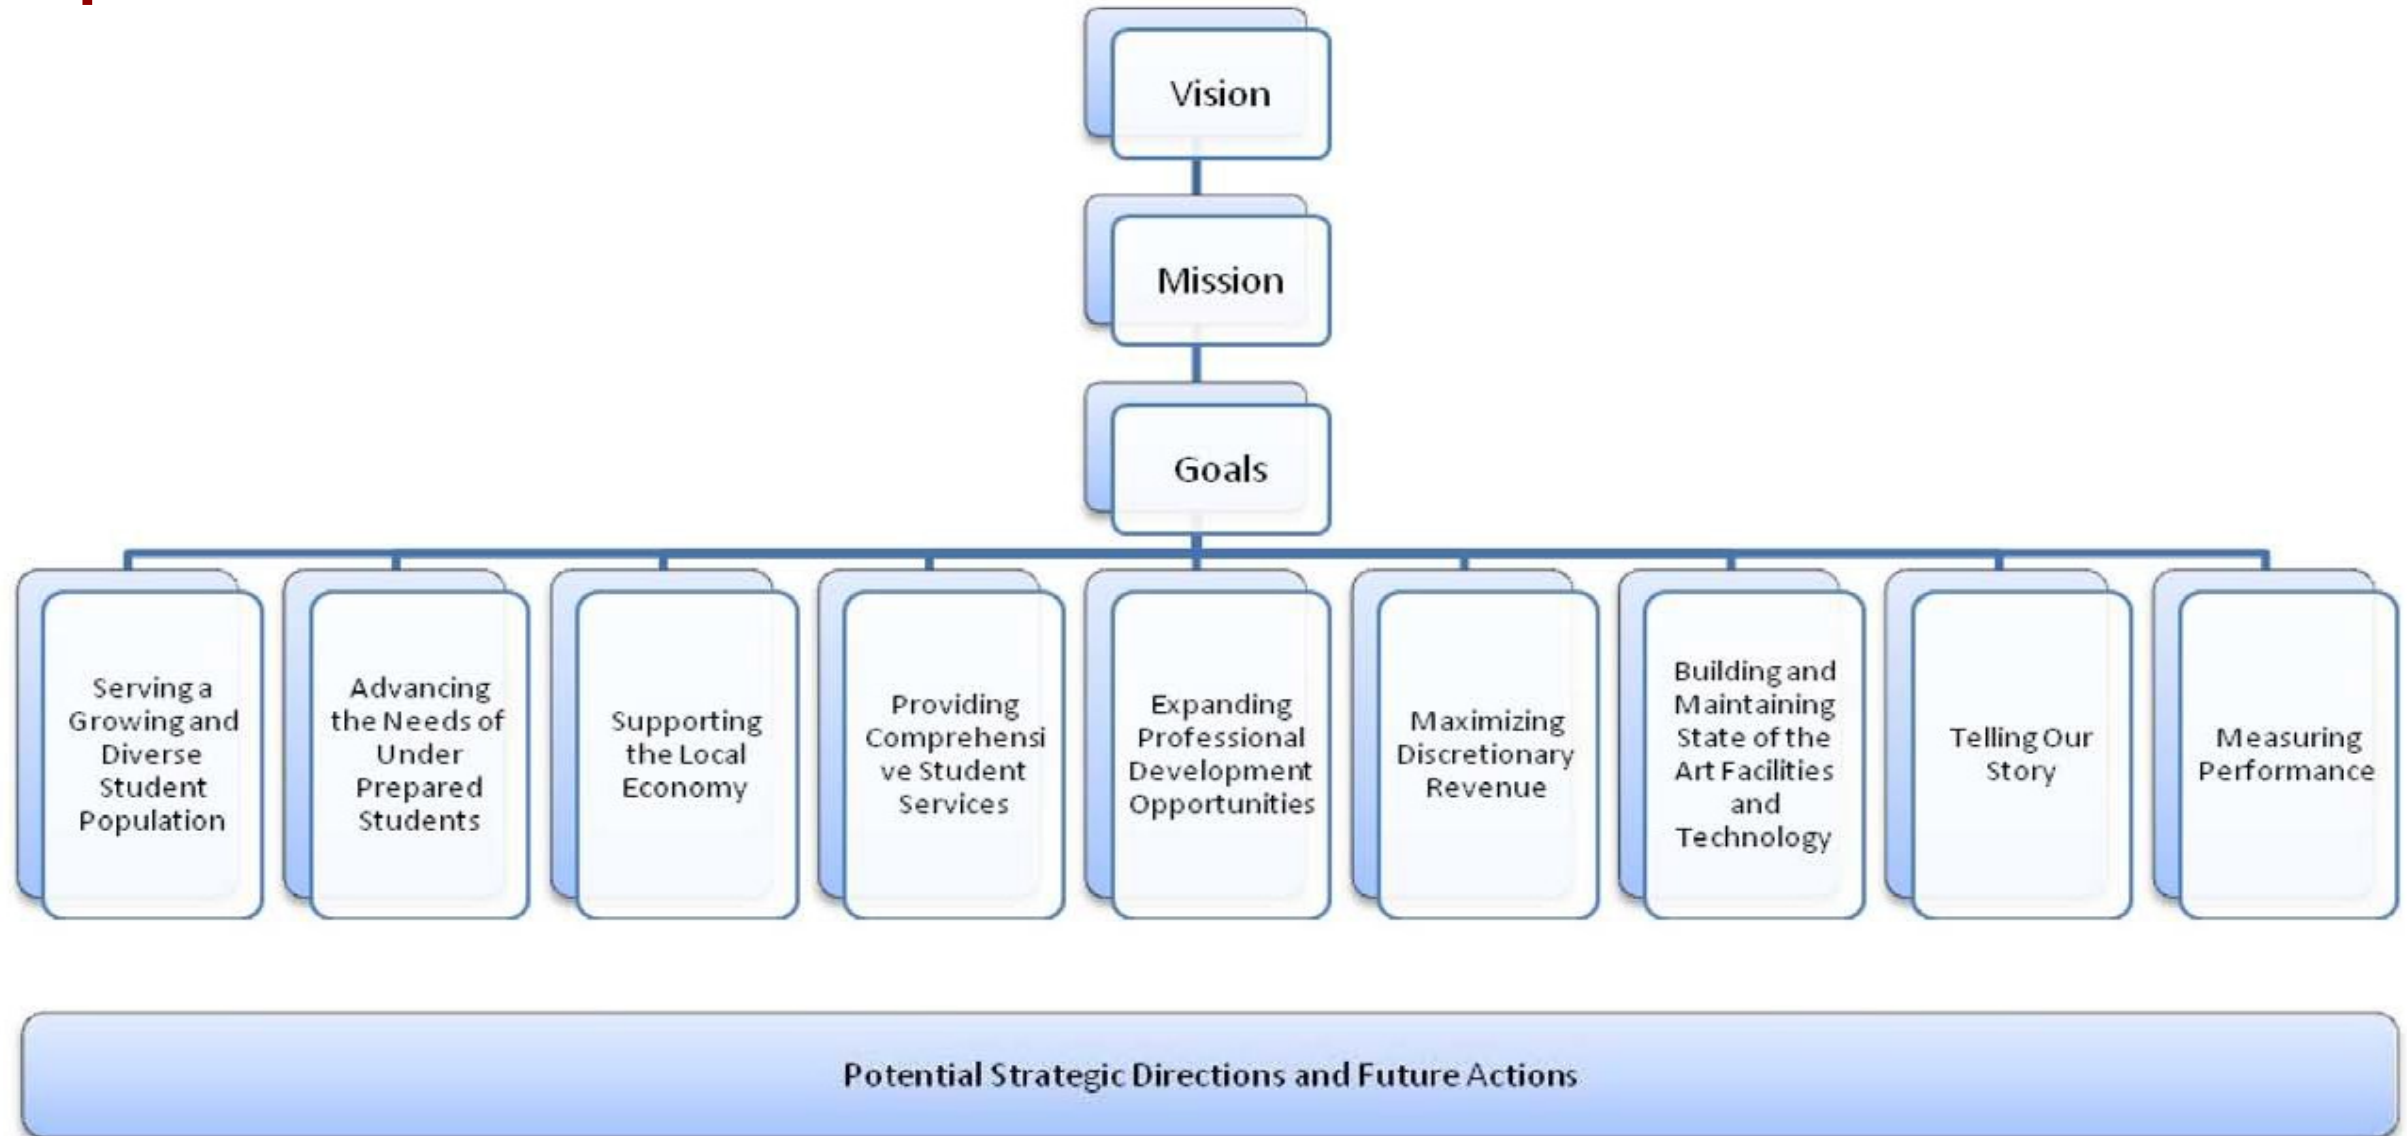 Vision
Mission
Goals
Serving a
Growing and
Diverse
Student
Population
Advancing
the Needs of
Under
Prepared
Students
Supporting
the Local
Economy
Providing
Comprehensi
ve Student
Services
Expanding
Professional
Development
Opportunities
Maximizing
Discretionary
Revenue
Building and
Maintaining
State of the
Art Facilities
and
Technology
Telling Our
Story
Measuring
Performance
Potential Strategic Directions and Future Actions